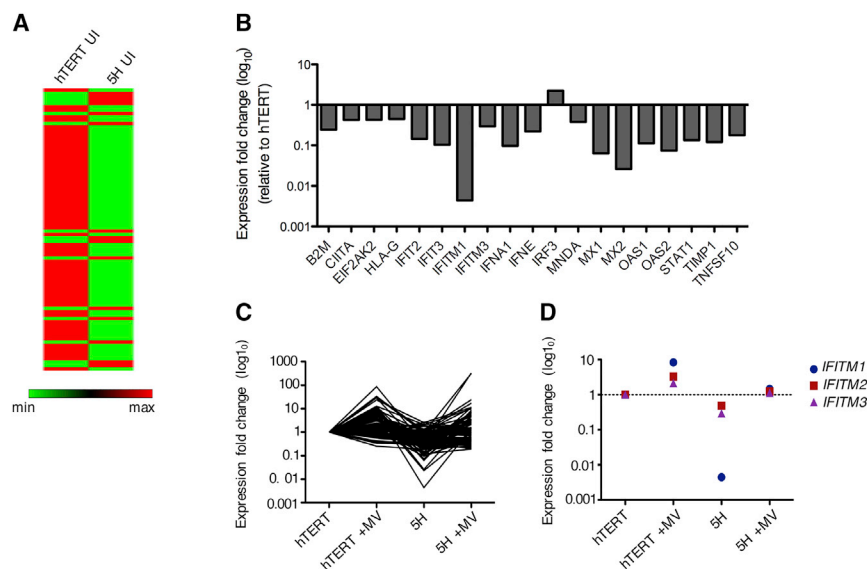 A
hTERT UI
5H UI
min
max
B
Expression fold change (log10)
(relative to hTERT)
10
1
0.1
0.01
0.001
B2M
CIITA
EIF2AK2
HLA-G
IFIT2
IFIT3
IFITM1
IFITM3
IFNA1
IFNE
IRF3
MNDA
MX1
MX2
OAS1
OAS2
STAT1
TIMP1
TNFSF10
C
Expression fold change (log10)
1000
100
10
1
0.1
0.01
0.001
hTERT
hTERT +MV
5H
5H +MV
D
Expression fold change (log10)
10
1
0.1
0.01
0.001
hTERT
hTERT +MV
5H
5H +MV
IFITM1
IFITM2
IFITM3